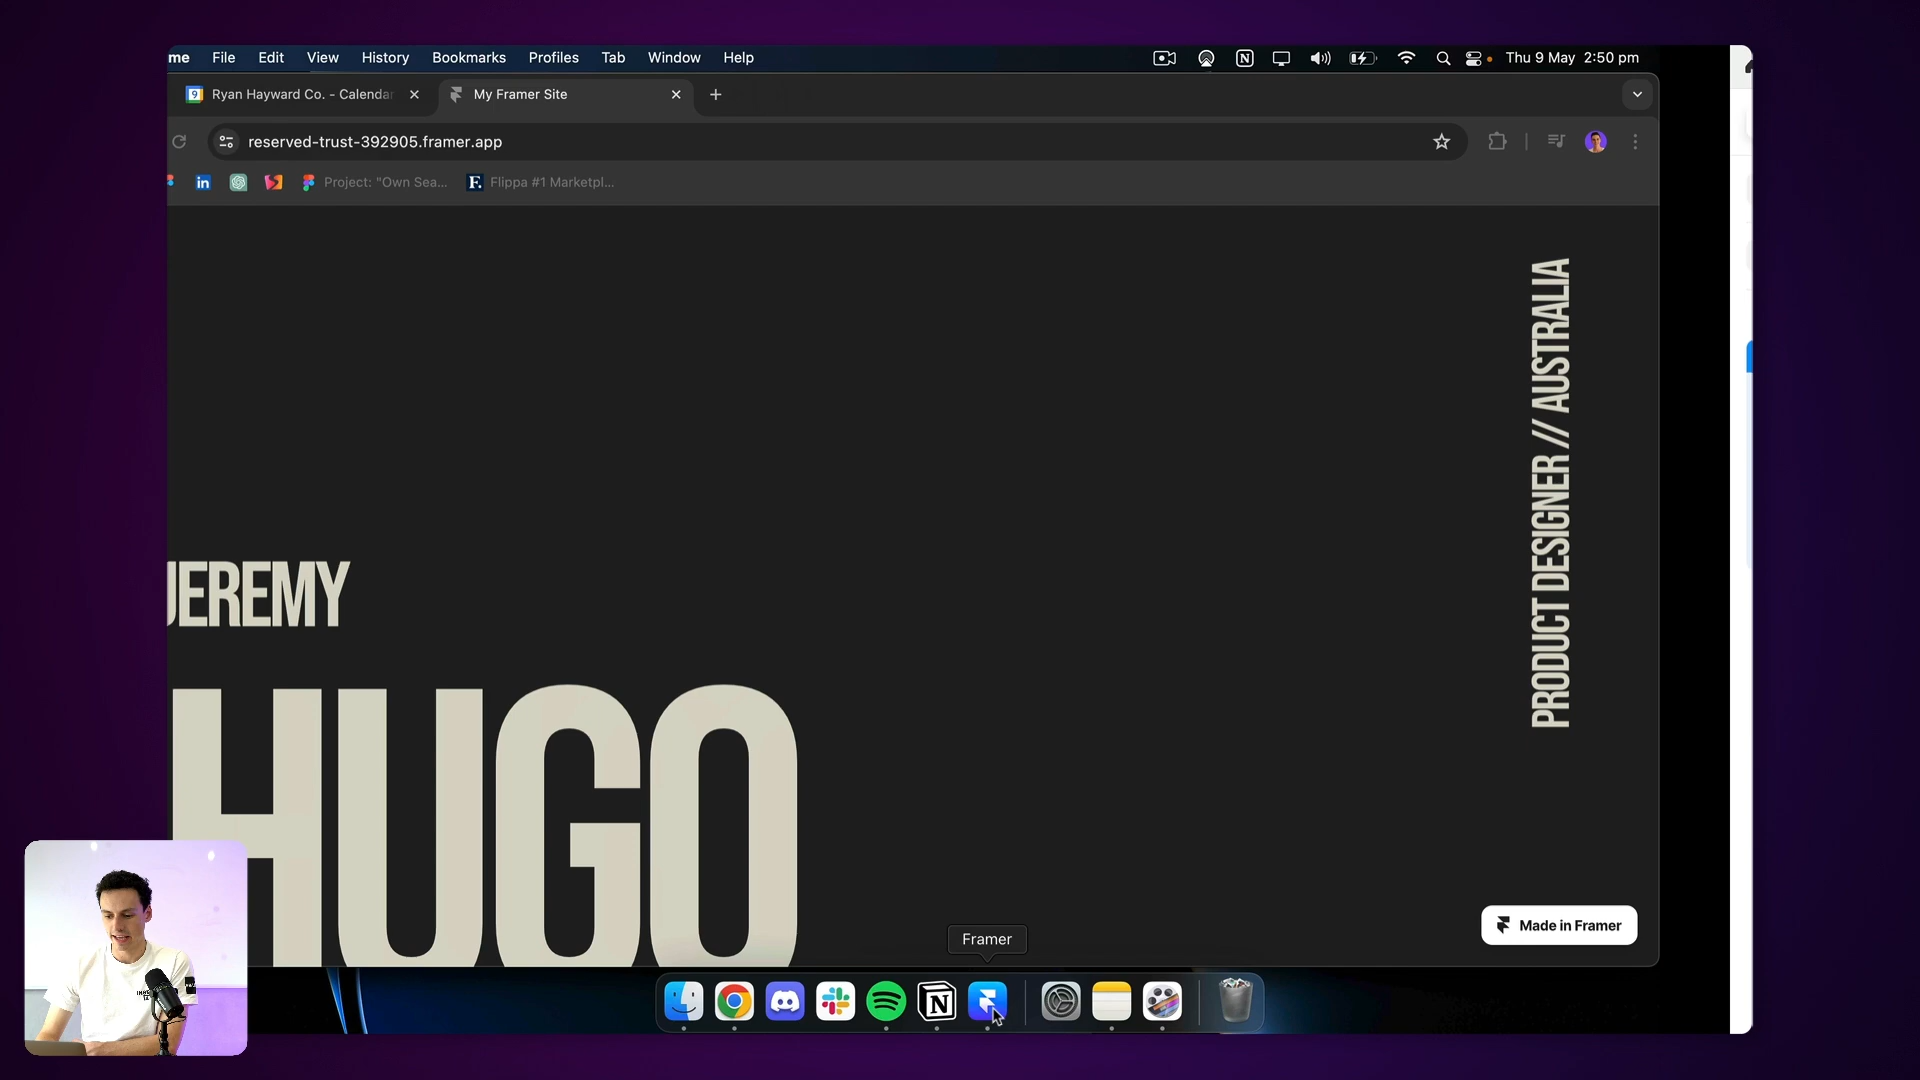 me File Edit View History Bookmarks Profiles Tab Window Help Thu 9 May 2:50 pm
9 Ryan Hayward Co. - Calendar My Framer Site
reserved-trust-392905.framer.app
in Project: "Own Sea... F. Flippa #1 Marketpl...
PRODUCT DESIGNER // AUSTRALIA
JEREMY
HUGO
Made in Framer
Framer